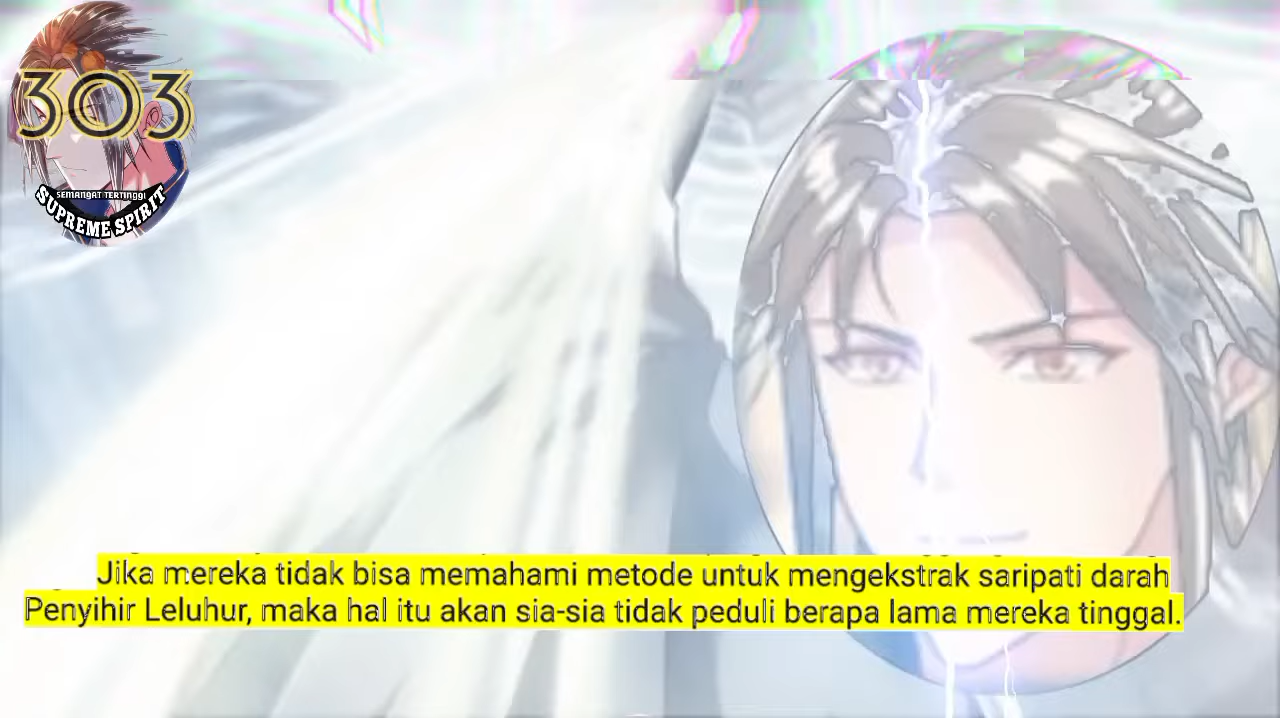 303
SEMANGAT TERTINGGI
SUPREME SPIRIT
Jika mereka tidak bisa memahami metode untuk mengekstrak saripati darah
Penyihir Leluhur, maka hal itu akan sia-sia tidak peduli berapa lama mereka tinggal.